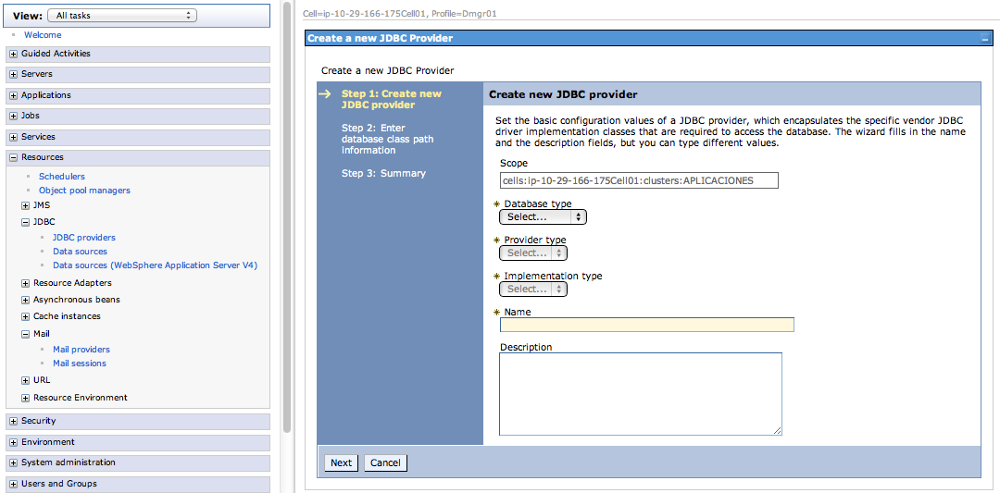 View: All tasks
Welcome
Guided Activities
Servers
Applications
Jobs
Services
Resources
Schedulers
Object pool managers
JMS
JDBC
JDBC providers
Data sources
Data sources (WebSphere Application Server V4)
Resource Adapters
Asynchronous beans
Cache instances
Mail
Mail providers
Mail sessions
URL
Resource Environment
Security
Environment
System administration
Users and Groups
Cell=ip-10-29-166-175Cell01, Profile=Dmgr01
Create a new JDBC Provider
Create a new JDBC Provider
Step 1: Create new
JDBC provider
Step 2: Enter
database class path
information
Step 3: Summary
Create new JDBC provider
Set the basic configuration values of a JDBC provider, which encapsulates the specific vendor JDBC
driver implementation classes that are required to access the database. The wizard fills in the name
and the description fields, but you can type different values.
Scope
cells:ip-10-29-166-175Cell01:clusters:APLICACIONES
* Database type
Select...
* Provider type
Select...
* Implementation type
Select...
* Name
Description
Next Cancel